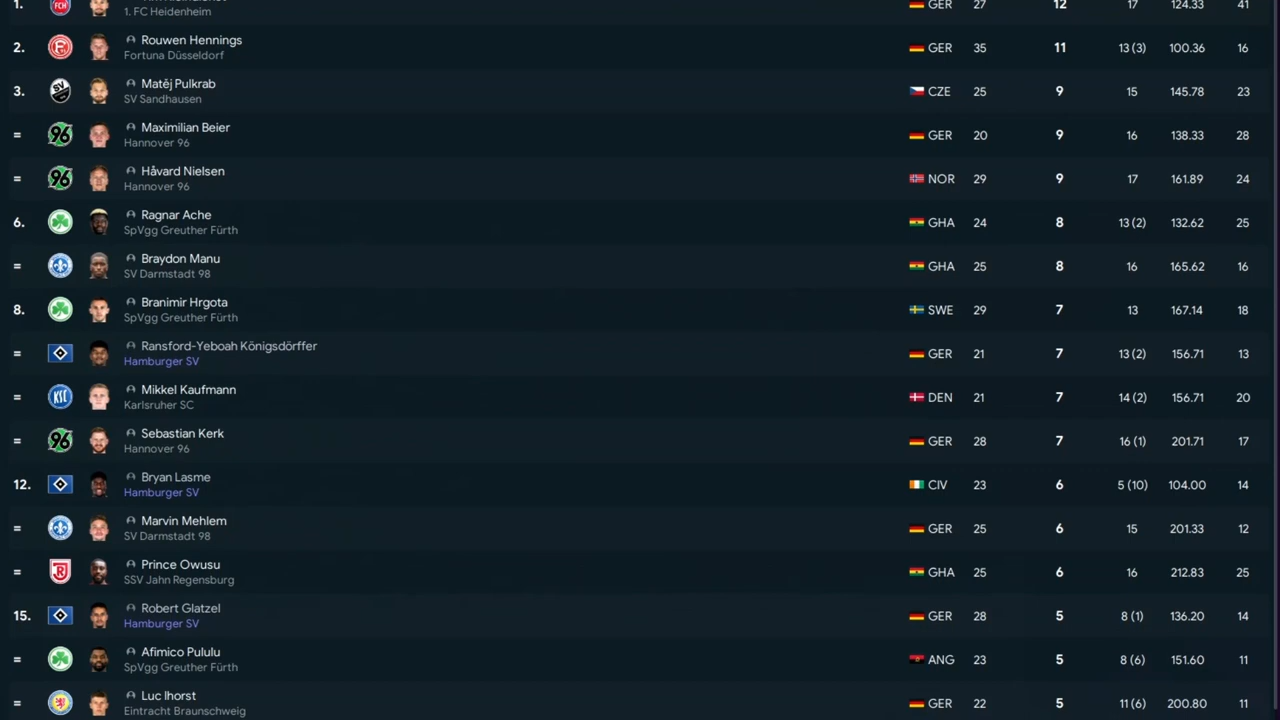 1. 1. FC Heidenheim GER 27 12 17 124.33 41
2. Rouwen Hennings GER 35 11 13 (3) 100.36 16
Fortuna Düsseldorf
3. Matěj Pulkrab CZE 25 9 15 145.78 23
SV Sandhausen
= Maximilian Beier GER 20 9 16 138.33 28
Hannover 96
= Håvard Nielsen NOR 29 9 17 161.89 24
Hannover 96
6. Ragnar Ache GHA 24 8 13 (2) 132.62 25
SpVgg Greuther Fürth
= Braydon Manu GHA 25 8 16 165.62 16
SV Darmstadt 98
8. Branimir Hrgota SWE 29 7 13 167.14 18
SpVgg Greuther Fürth
= Ransford-Yeboah Königsdörffer GER 21 7 13 (2) 156.71 13
Hamburger SV
= Mikkel Kaufmann DEN 21 7 14 (2) 156.71 20
Karlsruher SC
= Sebastian Kerk GER 28 7 16 (1) 201.71 17
Hannover 96
12. Bryan Lasme CIV 23 6 5 (10) 104.00 14
Hamburger SV
= Marvin Mehlem GER 25 6 15 201.33 12
SV Darmstadt 98
= Prince Owusu GHA 25 6 16 212.83 25
SSV Jahn Regensburg
15. Robert Glatzel GER 28 5 8 (1) 136.20 14
Hamburger SV
= Afimico Pululu ANG 23 5 8 (6) 151.60 11
SpVgg Greuther Fürth
= Luc Ihorst GER 22 5 11 (6) 200.80 11
Eintracht Braunschweig